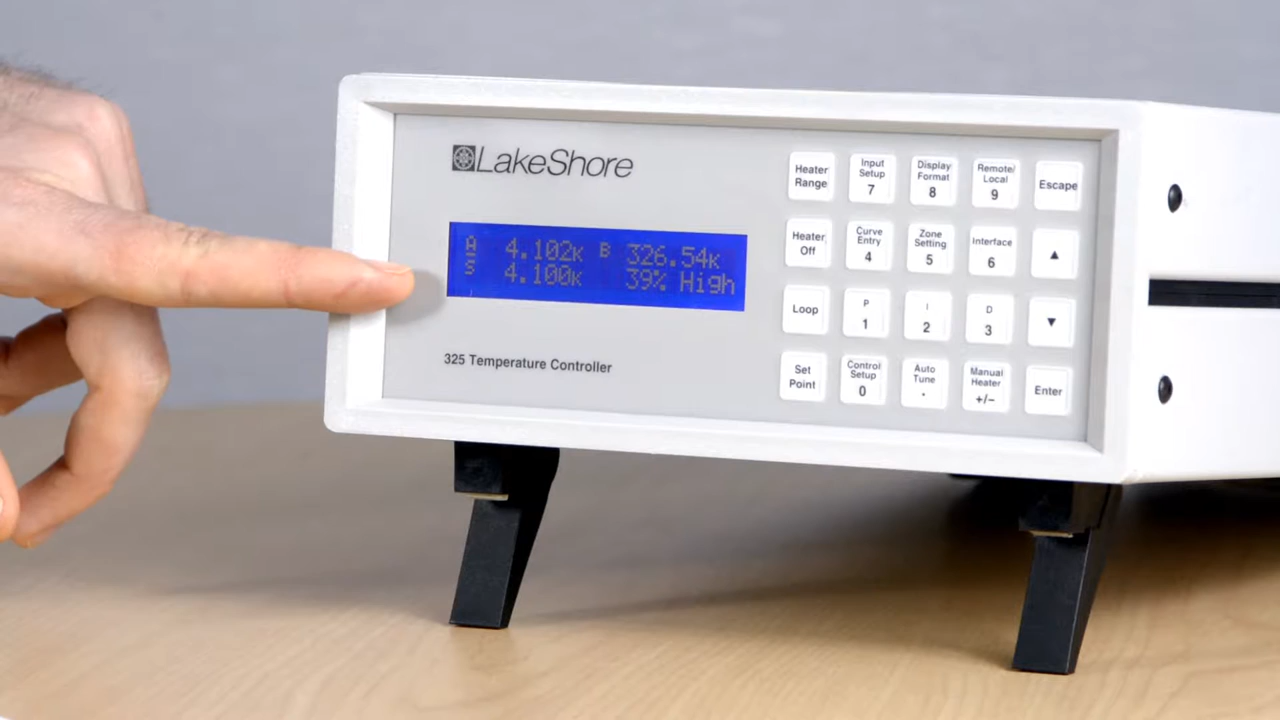 LakeShore
A 4.102K B 326.54K
S 4.100K 39% High
325 Temperature Controller
Heater
Range
Input
Setup
7
Display
Format
8
Remote/
Local
9
Escape
Heater
Off
Curve
Entry
4
Zone
Setting
5
Interface
6
▲
Loop
P
1
I
2
D
3
▼
Set
Point
Control
Setup
0
Auto
Tune
.
Manual
Heater
+/−
Enter